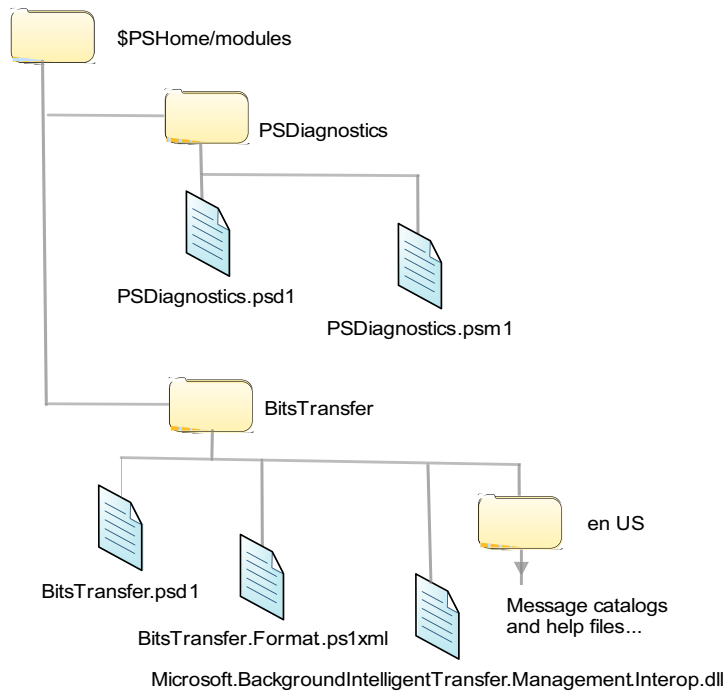 $PSHome/modules
PSDiagnostics
PSDiagnostics.psd1
PSDiagnostics.psm1
BitsTransfer
en US
BitsTransfer.psd1
BitsTransfer.Format.ps1xml
Message catalogs
and help files...
Microsoft.BackgroundIntelligentTransfer.Management.Interop.dll